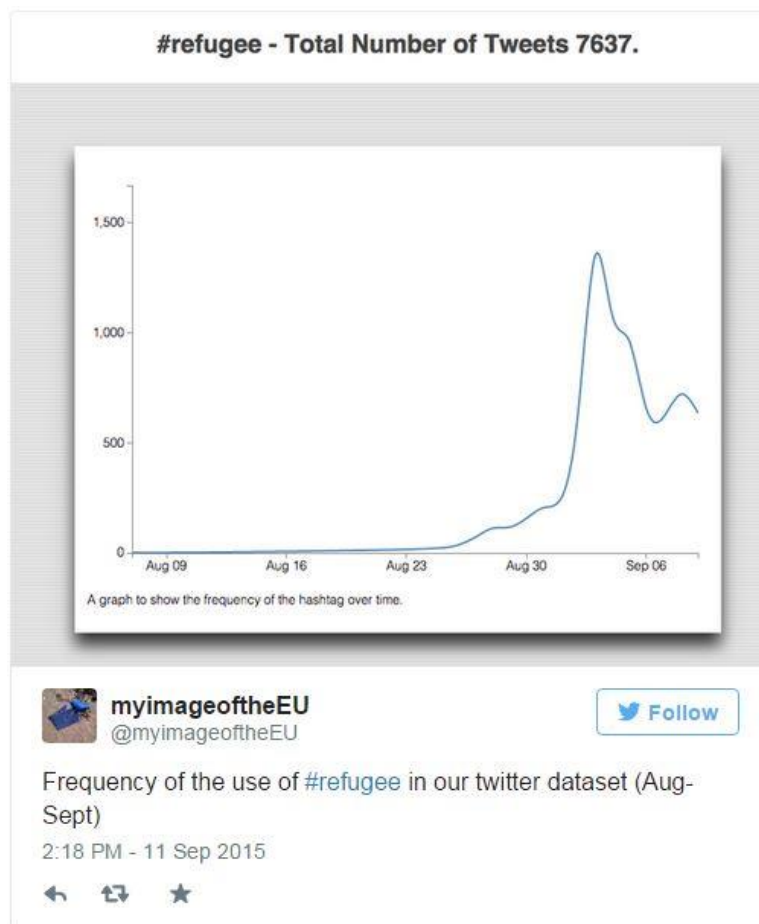 #refugee - Total Number of Tweets 7637.
1,500
1,000
500
0
Aug 09 Aug 16 Aug 23 Aug 30 Sep 06
A graph to show the frequency of the hashtag over time.
myimageoftheEU
@myimageoftheEU
Follow
Frequency of the use of #refugee in our twitter dataset (Aug-
Sept)
2:18 PM - 11 Sep 2015